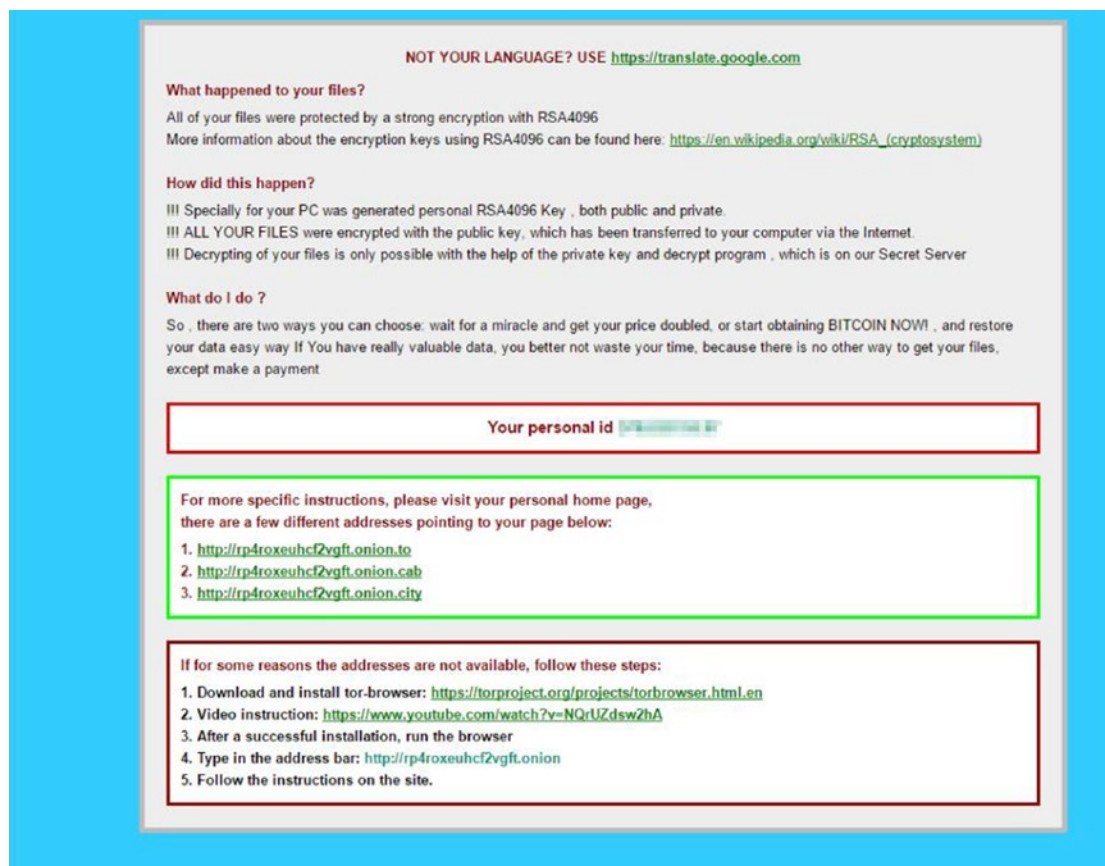 NOT YOUR LANGUAGE? USE https://translate.google.com
What happened to your files?
All of your files were protected by a strong encryption with RSA4096
More information about the encryption keys using RSA4096 can be found here: https://en.wikipedia.org/wiki/RSA_(cryptosystem)
How did this happen?
!!! Specially for your PC was generated personal RSA4096 Key , both public and private.
!!! ALL YOUR FILES were encrypted with the public key, which has been transferred to your computer via the Internet.
!!! Decrypting of your files is only possible with the help of the private key and decrypt program , which is on our Secret Server
What do I do ?
So , there are two ways you can choose: wait for a miracle and get your price doubled, or start obtaining BITCOIN NOW! , and restore
your data easy way If You have really valuable data, you better not waste your time, because there is no other way to get your files,
except make a payment
Your personal id
For more specific instructions, please visit your personal home page,
there are a few different addresses pointing to your page below:
1. http://rp4roxeuhcf2vgft.onion.to
2. http://rp4roxeuhcf2vgft.onion.cab
3. http://rp4roxeuhcf2vgft.onion.city
If for some reasons the addresses are not available, follow these steps:
1. Download and install tor-browser: https://torproject.org/projects/torbrowser.html.en
2. Video instruction: https://www.youtube.com/watch?v=NQrUZdsw2hA
3. After a successful installation, run the browser
4. Type in the address bar: http://rp4roxeuhcf2vgft.onion
5. Follow the instructions on the site.